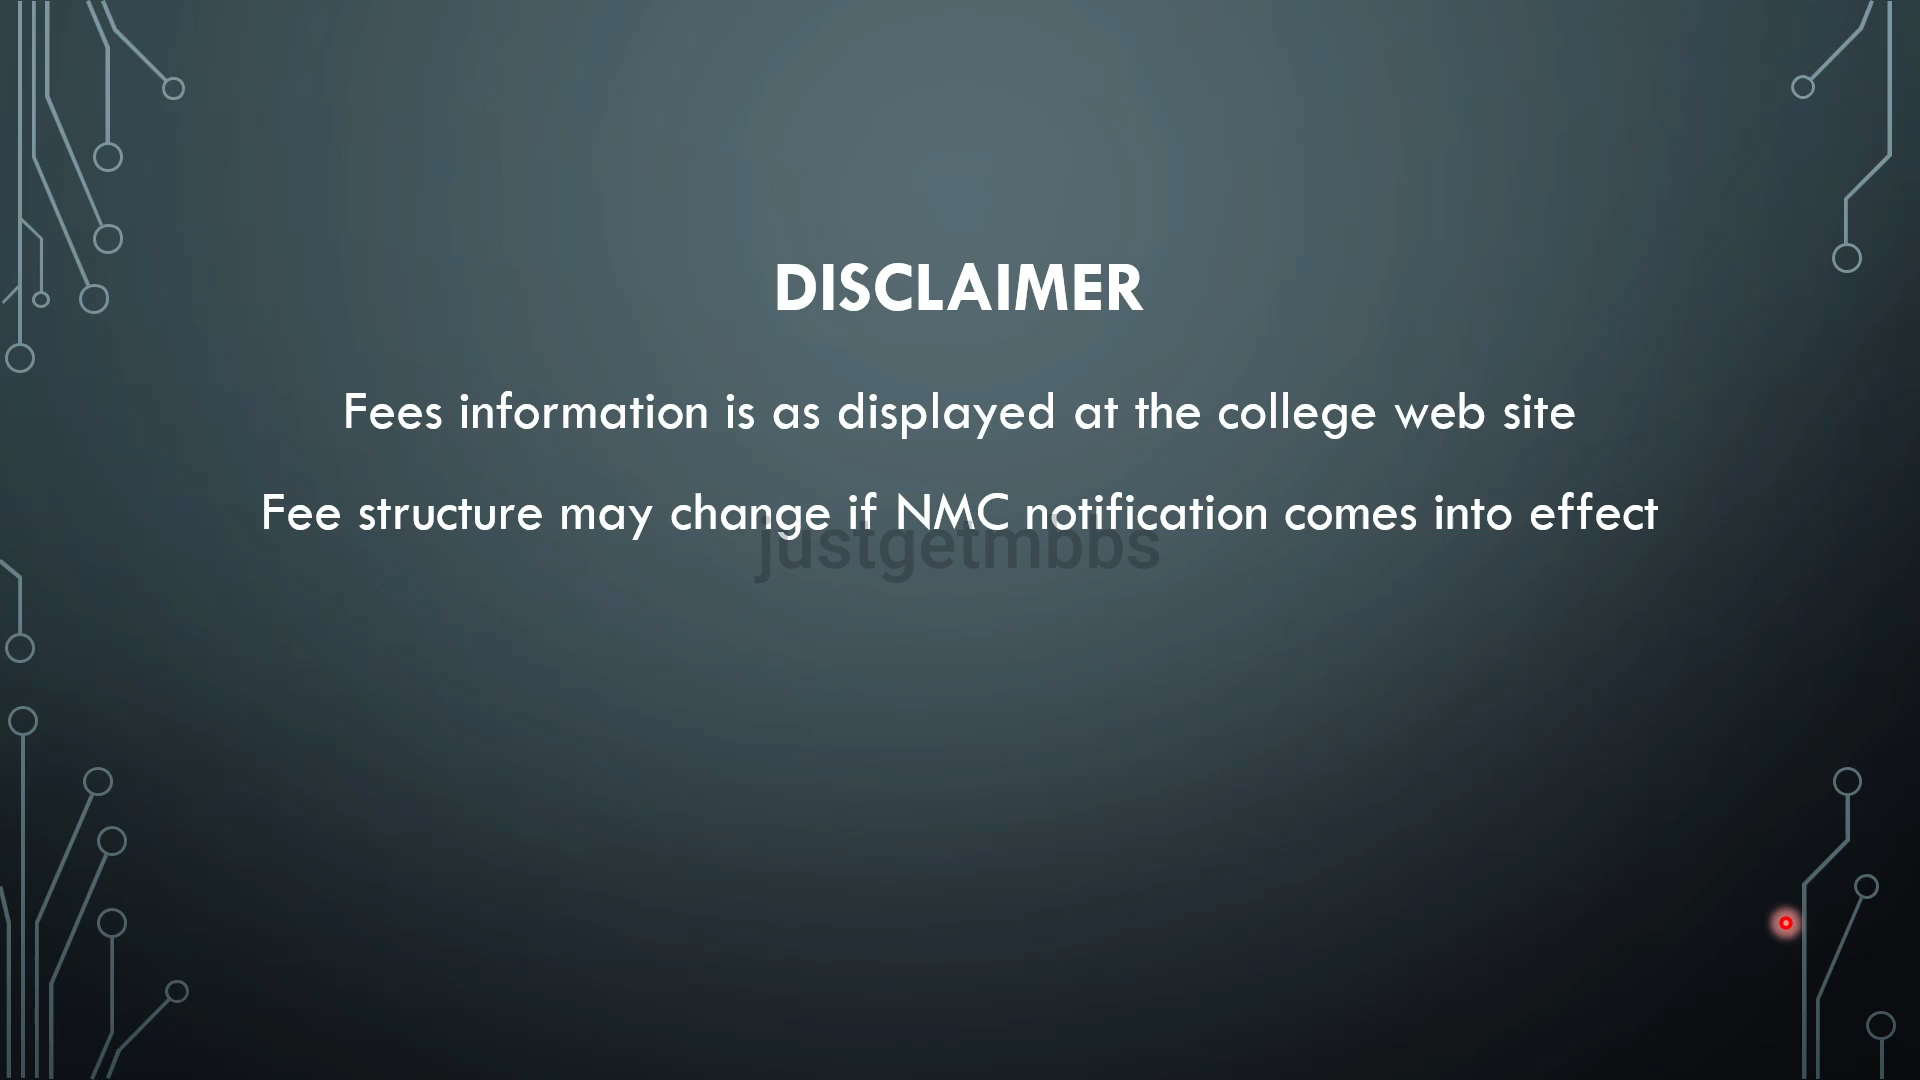 DISCLAIMER
Fees information is as displayed at the college web site
Fee structure may change if NMC notification comes into effect
justgetmbbs